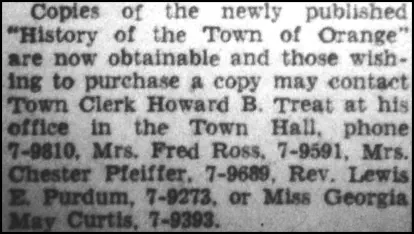 Copies of the newly published
"History of the Town of Orange"
are now obtainable and those wish-
ing to purchase a copy may contact
Town Clerk Howard B. Treat at his
office in the Town Hall, phone
7-9810, Mrs. Fred Ross, 7-9591, Mrs.
Chester Pfeiffer, 7-9689, Rev. Lewis
E. Purdum, 7-9273, or Miss Georgia
May Curtis, 7-9393.